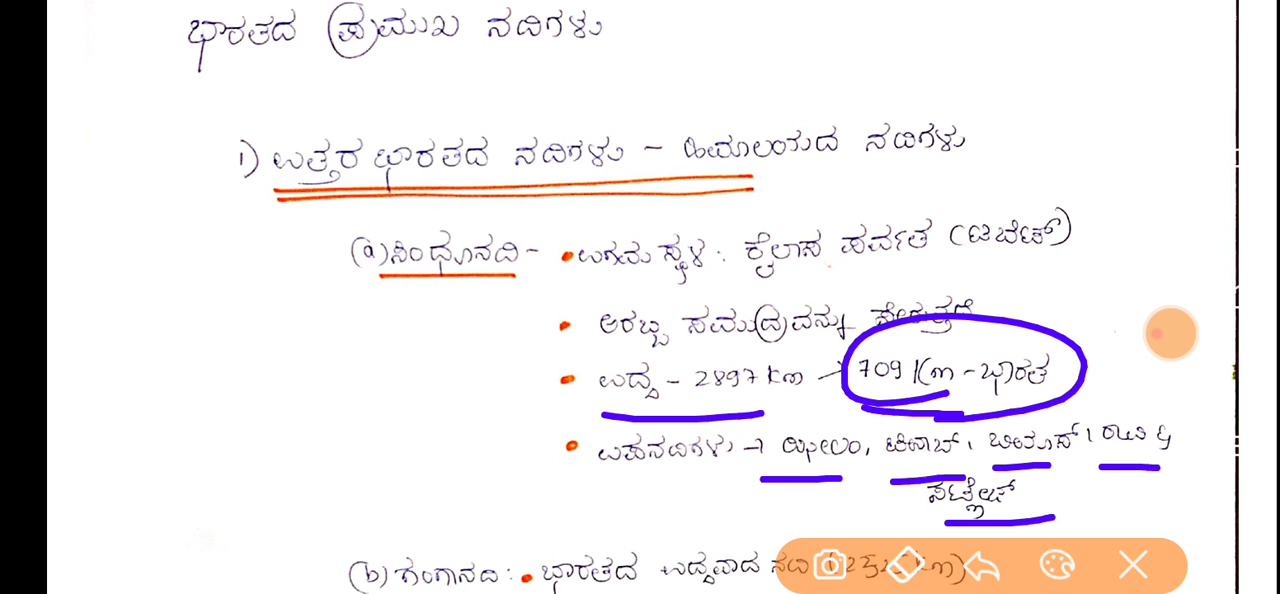 ಭಾರತದ ಪ್ರಮುಖ ನದಿಗಳು
1) ಉತ್ತರ ಭಾರತದ ನದಿಗಳು - ಹಿಮಾಲಯದ ನದಿಗಳು
(a) ಸಿಂಧೂನದಿ - • ಉಗಮ ಸ್ಥಳ : ಕೈಲಾಸ ಪರ್ವತ (ಟಿಬೆಟ್)
• ಅರಬ್ಬಿ ಸಮುದ್ರವನ್ನು ಸೇರುತ್ತದೆ
• ಉದ್ದ - 2897 Km → 709 Km - ಭಾರತ
• ಉಪನದಿಗಳು → ಝೀಲಂ, ಚಿನಾಬ್, ಬಿಯಾಸ್, ರಾವಿ &
ಸಟ್ಲೇಜ್
(b) ಗಂಗಾನದಿ : • ಭಾರತದ ಉದ್ದವಾದ ನದಿ Km)